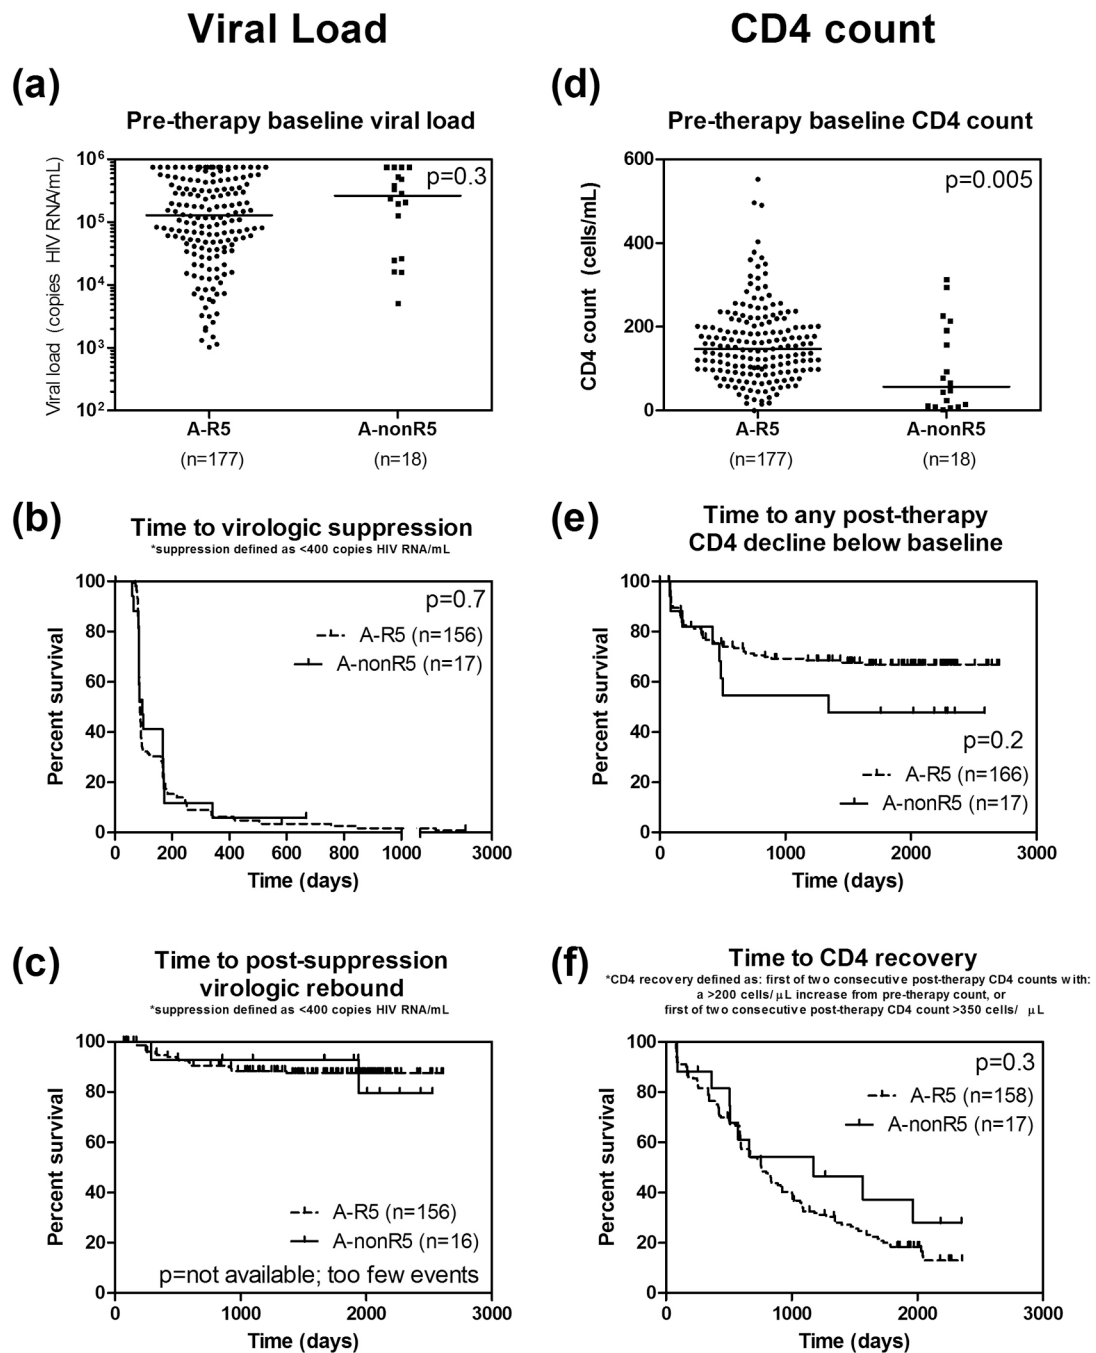 Viral Load
CD4 count
(a)
Pre-therapy baseline viral load
Viral load (copies HIV RNA/mL)
10⁶
10⁵
10⁴
10³
10²
p=0.3
A-R5
A-nonR5
(n=177)
(n=18)
(d)
Pre-therapy baseline CD4 count
CD4 count (cells/mL)
600
400
200
0
p=0.005
A-R5
A-nonR5
(n=177)
(n=18)
(b)
Time to virologic suppression
*suppression defined as <400 copies HIV RNA/mL
Percent survival
100
80
60
40
20
0
p=0.7
A-R5 (n=156)
A-nonR5 (n=17)
0 200 400 600 800 1000 3000
Time (days)
(e)
Time to any post-therapy
CD4 decline below baseline
Percent survival
100
80
60
40
20
0
p=0.2
A-R5 (n=166)
A-nonR5 (n=17)
0 1000 2000 3000
Time (days)
(c)
Time to post-suppression
virologic rebound
*suppression defined as <400 copies HIV RNA/mL
Percent survival
100
80
60
40
20
0
A-R5 (n=156)
A-nonR5 (n=16)
p=not available; too few events
0 1000 2000 3000
Time (days)
(f)
Time to CD4 recovery
*CD4 recovery defined as: first of two consecutive post-therapy CD4 counts with:
a >200 cells/ μL increase from pre-therapy count, or
first of two consecutive post-therapy CD4 count >350 cells/ μL
Percent survival
100
80
60
40
20
0
p=0.3
A-R5 (n=158)
A-nonR5 (n=17)
0 1000 2000 3000
Time (days)